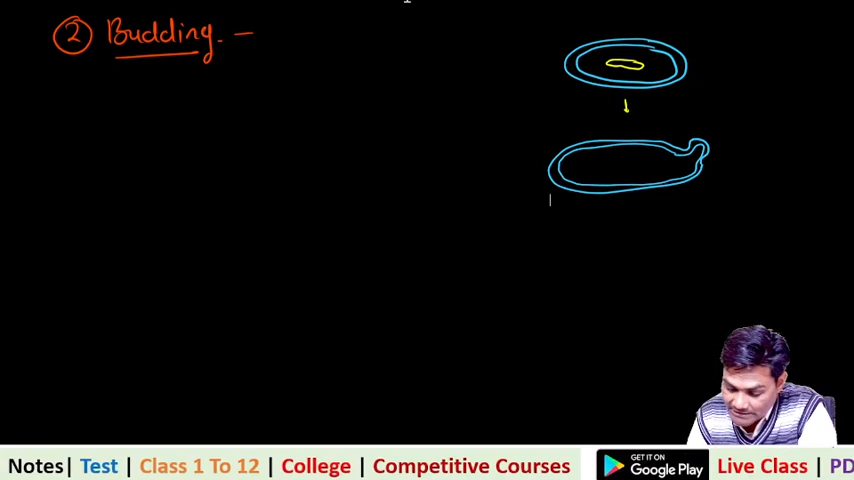 ② Budding. —
Notes| Test | Class 1 To 12 | College | Competitive Courses
GET IT ON
Google Play
Live Class | PD